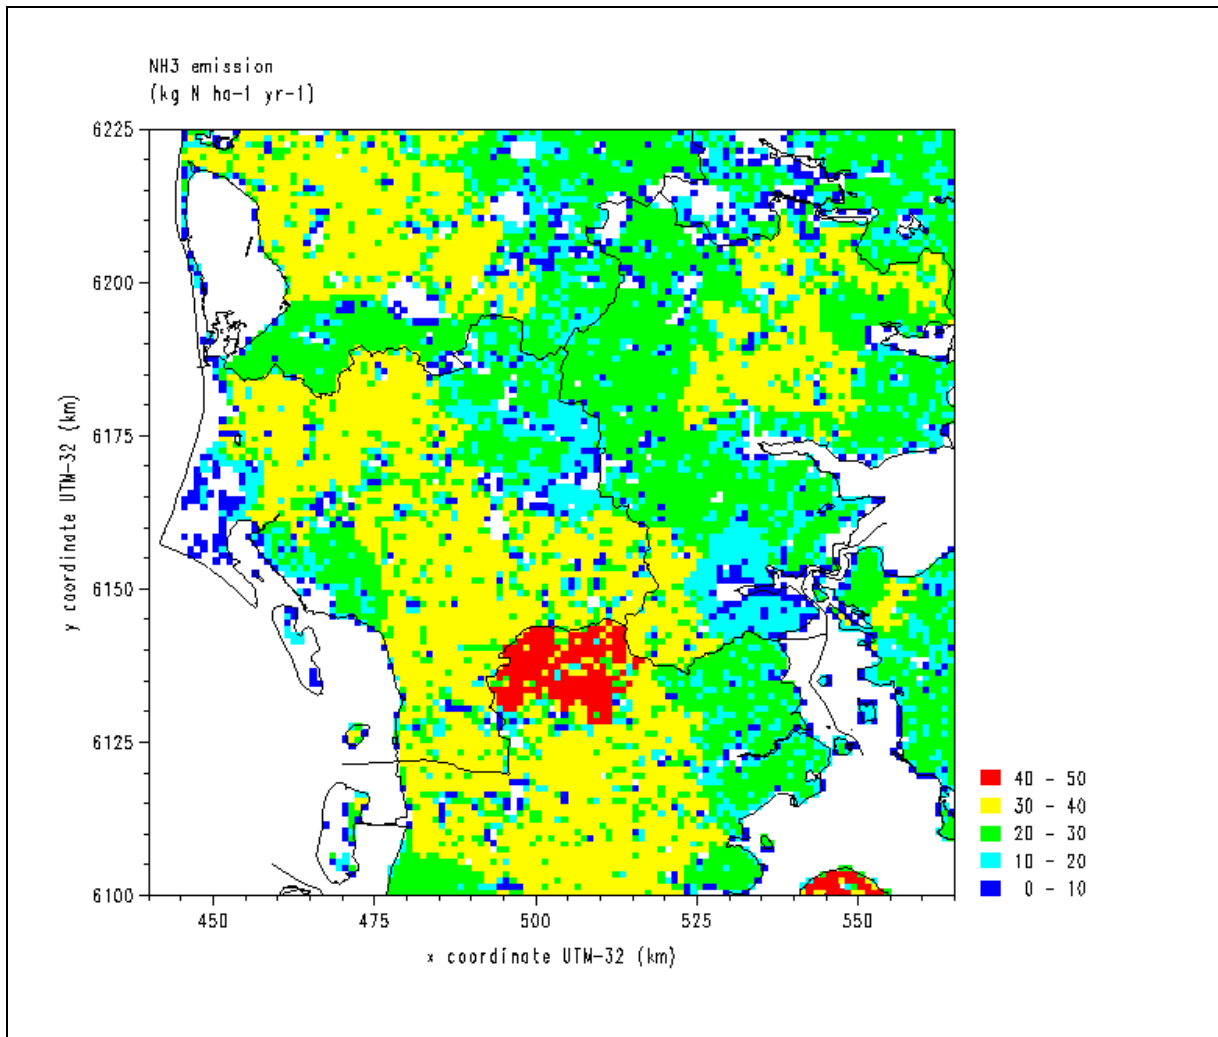 NH3 emission
(kg N ha-1 yr-1)
6225
6200
6175
6150
6125
6100
y coordinate UTM-32 (km)
450
475
500
525
550
x coordinate UTM-32 (km)
40 - 50
30 - 40
20 - 30
10 - 20
0 - 10